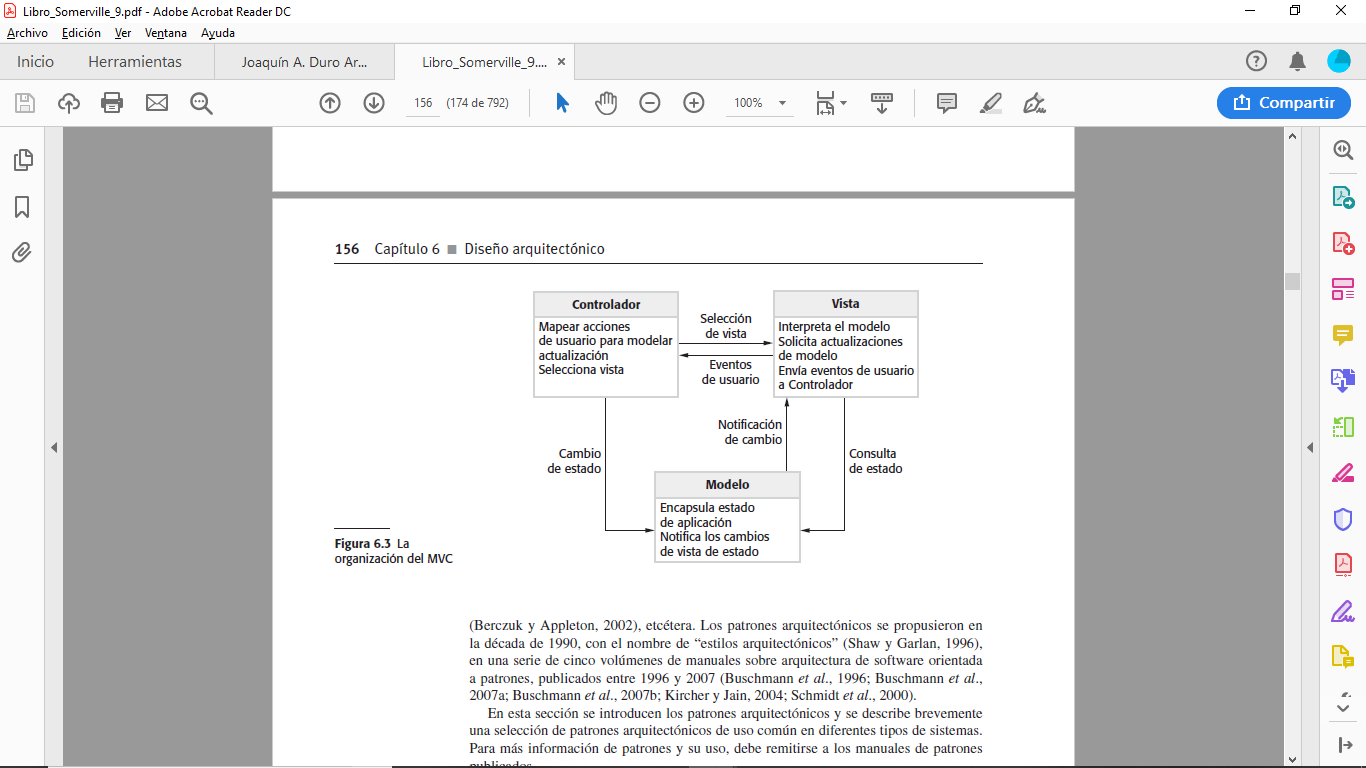 Libro_Somerville_9.pdf - Adobe Acrobat Reader DC
Archivo Edición Ver Ventana Ayuda
Inicio Herramientas Joaquín A. Duro Ar... Libro_Somerville_9....
156 (174 de 792) 100% Compartir
156 Capítulo 6 ■ Diseño arquitectónico
Controlador
Mapear acciones
de usuario para modelar
actualización
Selecciona vista
Selección
de vista
Eventos
de usuario
Vista
Interpreta el modelo
Solicita actualizaciones
de modelo
Envía eventos de usuario
a Controlador
Cambio
de estado
Notificación
de cambio
Consulta
de estado
Modelo
Encapsula estado
de aplicación
Notifica los cambios
de vista de estado
Figura 6.3 La
organización del MVC
(Berczuk y Appleton, 2002), etcétera. Los patrones arquitectónicos se propusieron en
la década de 1990, con el nombre de “estilos arquitectónicos” (Shaw y Garlan, 1996),
en una serie de cinco volúmenes de manuales sobre arquitectura de software orientada
a patrones, publicados entre 1996 y 2007 (Buschmann et al., 1996; Buschmann et al.,
2007a; Buschmann et al., 2007b; Kircher y Jain, 2004; Schmidt et al., 2000).
En esta sección se introducen los patrones arquitectónicos y se describe brevemente
una selección de patrones arquitectónicos de uso común en diferentes tipos de sistemas.
Para más información de patrones y su uso, debe remitirse a los manuales de patrones
publicados.